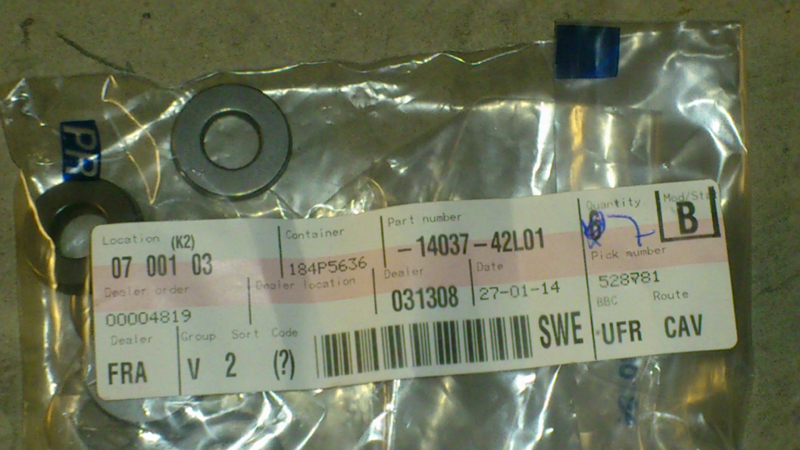 PR
Location (K2)
Container
Part number
Quantity
07 001 03
184P5636
-14037-42L01
7
B
Dealer order
Dealer location
Dealer
Date
Pick number
00004819
031308
27-01-14
528781
BBC
Route
Dealer
Group
Sort
Code
FRA
V
2
(?)
SWE
UFR
CAV